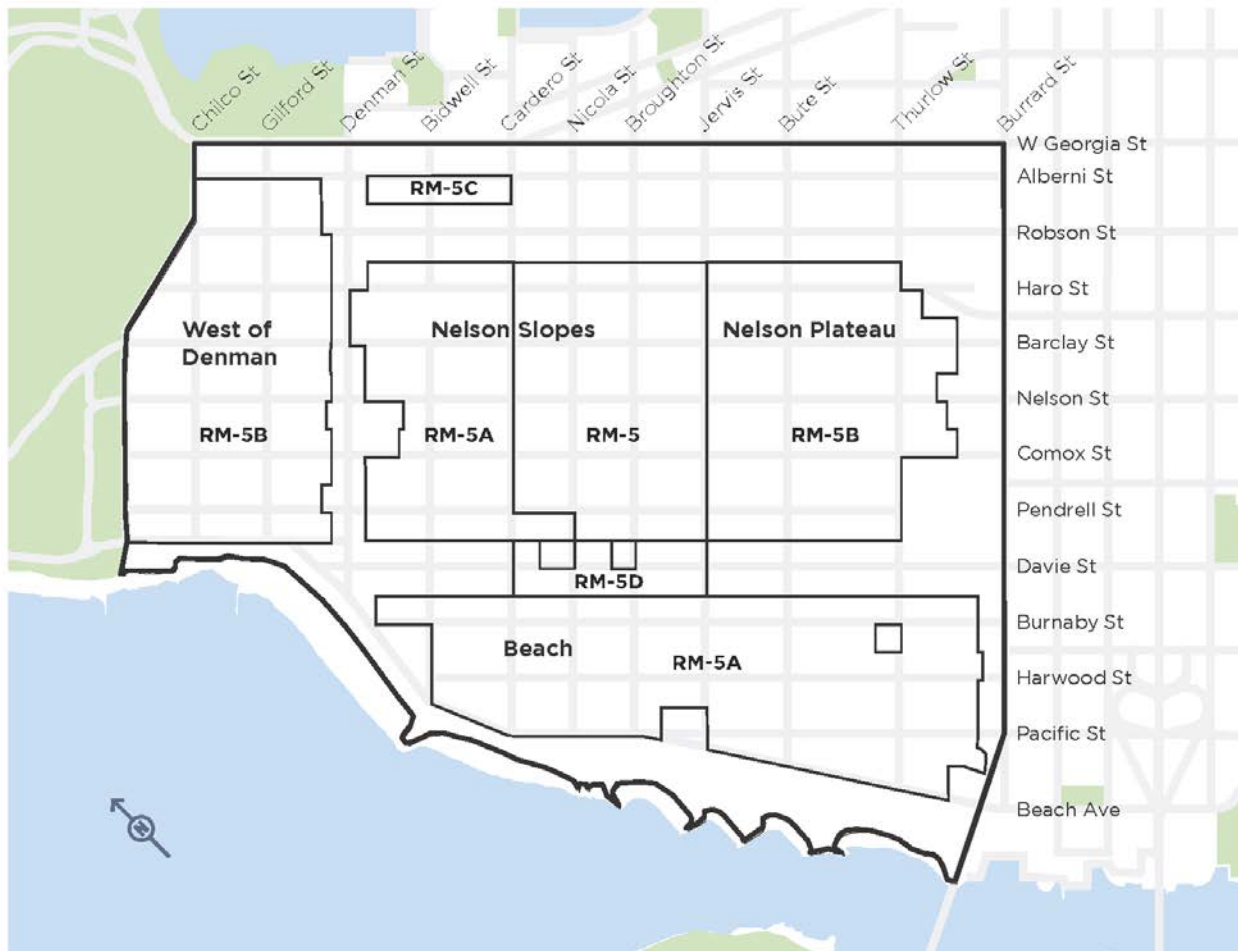 Chilco St
Gilford St
Denman St
Bidwell St
Cardero St
Nicola St
Broughton St
Jervis St
Bute St
Thurlow St
Burrard St
W Georgia St
Alberni St
RM-5C
Robson St
Haro St
West of
Denman
Nelson Slopes
Nelson Plateau
Barclay St
Nelson St
RM-5B
RM-5A
RM-5
RM-5B
Comox St
Pendrell St
Davie St
RM-5D
Burnaby St
Beach
RM-5A
Harwood St
Pacific St
Beach Ave
N